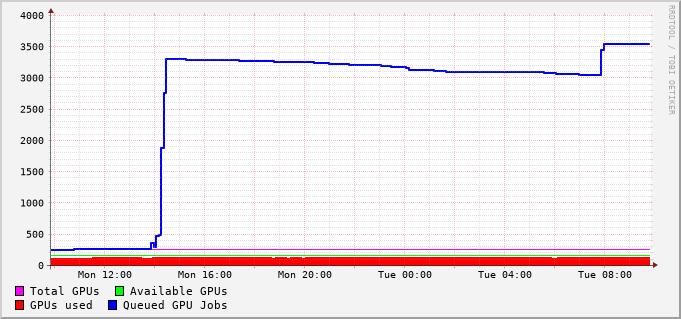 4000
3500
3000
2500
2000
1500
1000
500
0
Mon 12:00 Mon 16:00 Mon 20:00 Tue 00:00 Tue 04:00 Tue 08:00
Total GPUs Available GPUs
GPUs used Queued GPU Jobs
RRDTOOL / TOBI OETIKER